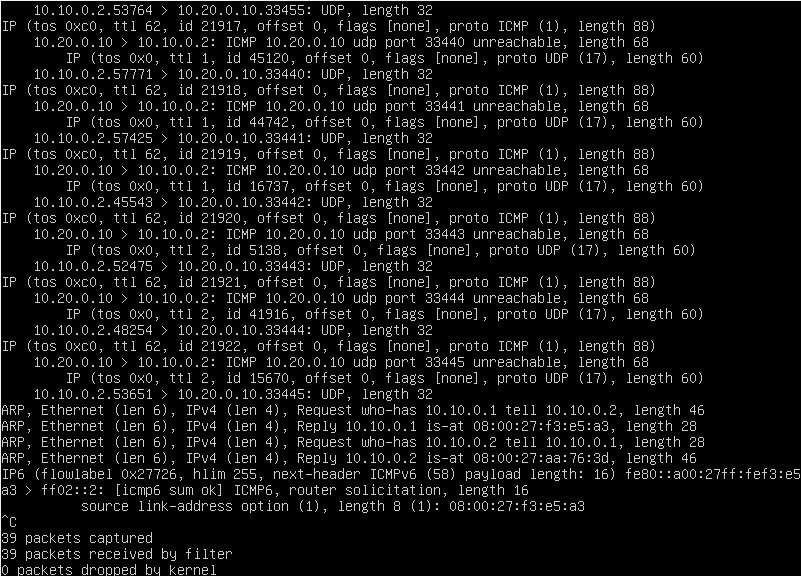 10.10.0.2.53764 > 10.20.0.10.33455: UDP, length 32
IP (tos 0xc0, ttl 62, id 21917, offset 0, flags [none], proto ICMP (1), length 88)
10.20.0.10 > 10.10.0.2: ICMP 10.20.0.10 udp port 33440 unreachable, length 68
IP (tos 0x0, ttl 1, id 45120, offset 0, flags [none], proto UDP (17), length 60)
10.10.0.2.57771 > 10.20.0.10.33440: UDP, length 32
IP (tos 0xc0, ttl 62, id 21918, offset 0, flags [none], proto ICMP (1), length 88)
10.20.0.10 > 10.10.0.2: ICMP 10.20.0.10 udp port 33441 unreachable, length 68
IP (tos 0x0, ttl 1, id 44742, offset 0, flags [none], proto UDP (17), length 60)
10.10.0.2.57425 > 10.20.0.10.33441: UDP, length 32
IP (tos 0xc0, ttl 62, id 21919, offset 0, flags [none], proto ICMP (1), length 88)
10.20.0.10 > 10.10.0.2: ICMP 10.20.0.10 udp port 33442 unreachable, length 68
IP (tos 0x0, ttl 1, id 16737, offset 0, flags [none], proto UDP (17), length 60)
10.10.0.2.45543 > 10.20.0.10.33442: UDP, length 32
IP (tos 0xc0, ttl 62, id 21920, offset 0, flags [none], proto ICMP (1), length 88)
10.20.0.10 > 10.10.0.2: ICMP 10.20.0.10 udp port 33443 unreachable, length 68
IP (tos 0x0, ttl 2, id 5138, offset 0, flags [none], proto UDP (17), length 60)
10.10.0.2.52475 > 10.20.0.10.33443: UDP, length 32
IP (tos 0xc0, ttl 62, id 21921, offset 0, flags [none], proto ICMP (1), length 88)
10.20.0.10 > 10.10.0.2: ICMP 10.20.0.10 udp port 33444 unreachable, length 68
IP (tos 0x0, ttl 2, id 41916, offset 0, flags [none], proto UDP (17), length 60)
10.10.0.2.48254 > 10.20.0.10.33444: UDP, length 32
IP (tos 0xc0, ttl 62, id 21922, offset 0, flags [none], proto ICMP (1), length 88)
10.20.0.10 > 10.10.0.2: ICMP 10.20.0.10 udp port 33445 unreachable, length 68
IP (tos 0x0, ttl 2, id 15670, offset 0, flags [none], proto UDP (17), length 60)
10.10.0.2.53651 > 10.20.0.10.33445: UDP, length 32
ARP, Ethernet (len 6), IPv4 (len 4), Request who-has 10.10.0.1 tell 10.10.0.2, length 46
ARP, Ethernet (len 6), IPv4 (len 4), Reply 10.10.0.1 is-at 08:00:27:f3:e5:a3, length 28
ARP, Ethernet (len 6), IPv4 (len 4), Request who-has 10.10.0.2 tell 10.10.0.1, length 28
ARP, Ethernet (len 6), IPv4 (len 4), Reply 10.10.0.2 is-at 08:00:27:aa:76:3d, length 46
IP6 (flowlabel 0x27726, hlim 255, next-header ICMPv6 (58) payload length: 16) fe80::a00:27ff:fef3:e5
a3 > ff02::2: [icmp6 sum ok] ICMP6, router solicitation, length 16
source link-address option (1), length 8 (1): 08:00:27:f3:e5:a3
^C
39 packets captured
39 packets received by filter
0 packets dropped by kernel